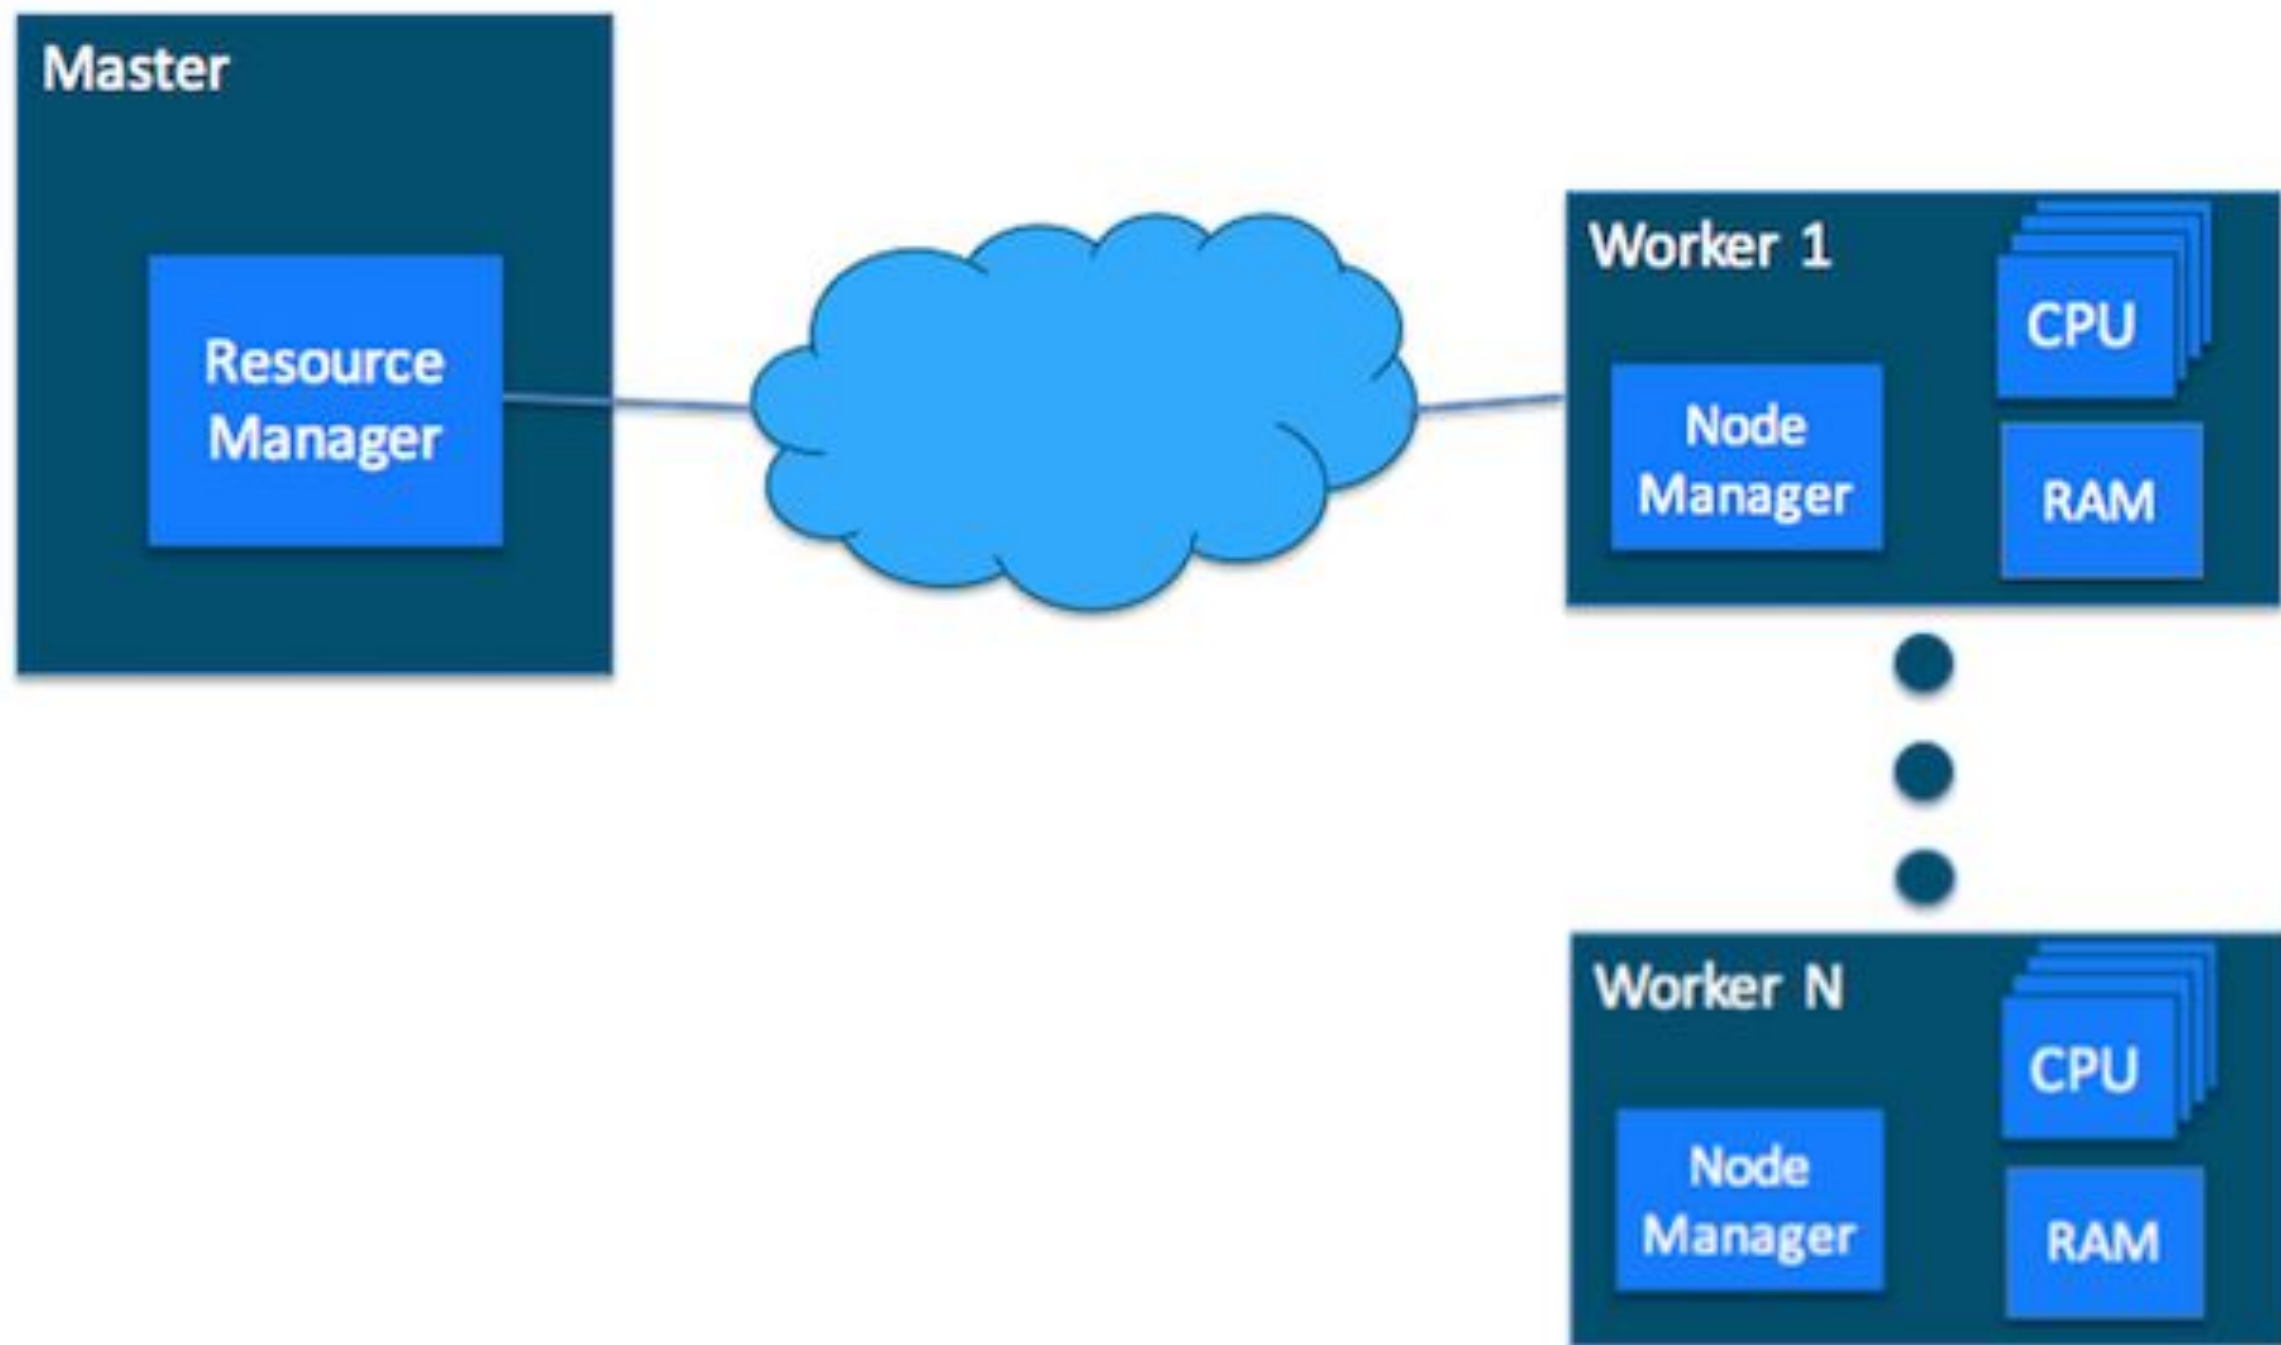 Master
Resource
Manager
Worker 1
CPU
Node
Manager
RAM
Worker N
CPU
Node
Manager
RAM